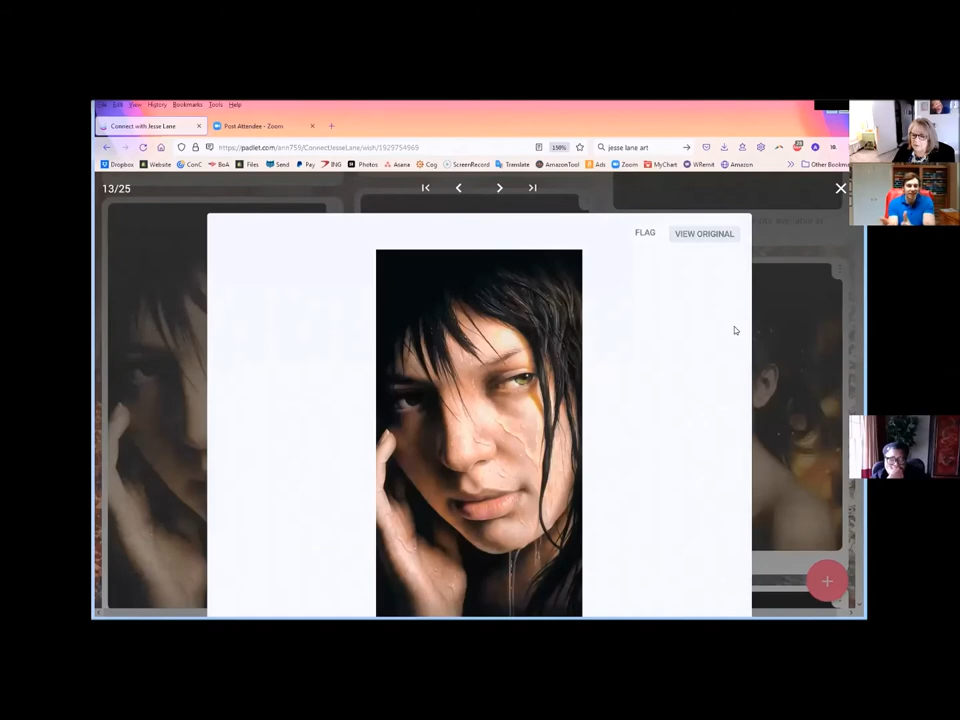 File Edit View History Bookmarks Tools Help
Connect with Jesse Lane
Post Attendee - Zoom
https://padlet.com/ann759/ConnectJesseLane/wish/1929754969
150%
jesse lane art
Dropbox Website ConC BoA Files Send Pay ING Photos Asana Cog ScreenRecord Translate AmazonTool Ads Zoom MyChart WRemit Amazon Other Bookm
13/25
FLAG
VIEW ORIGINAL